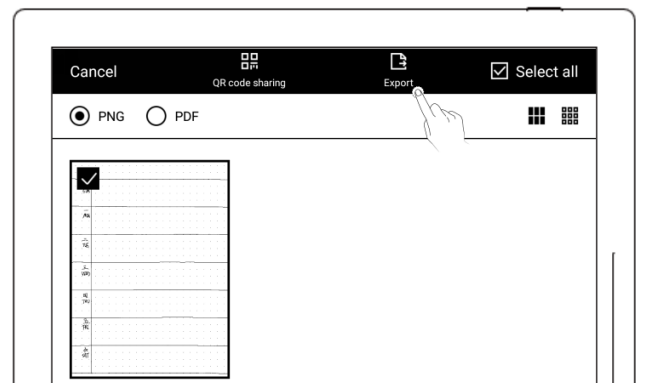 Cancel
QR code sharing
Export
Select all
PNG
PDF